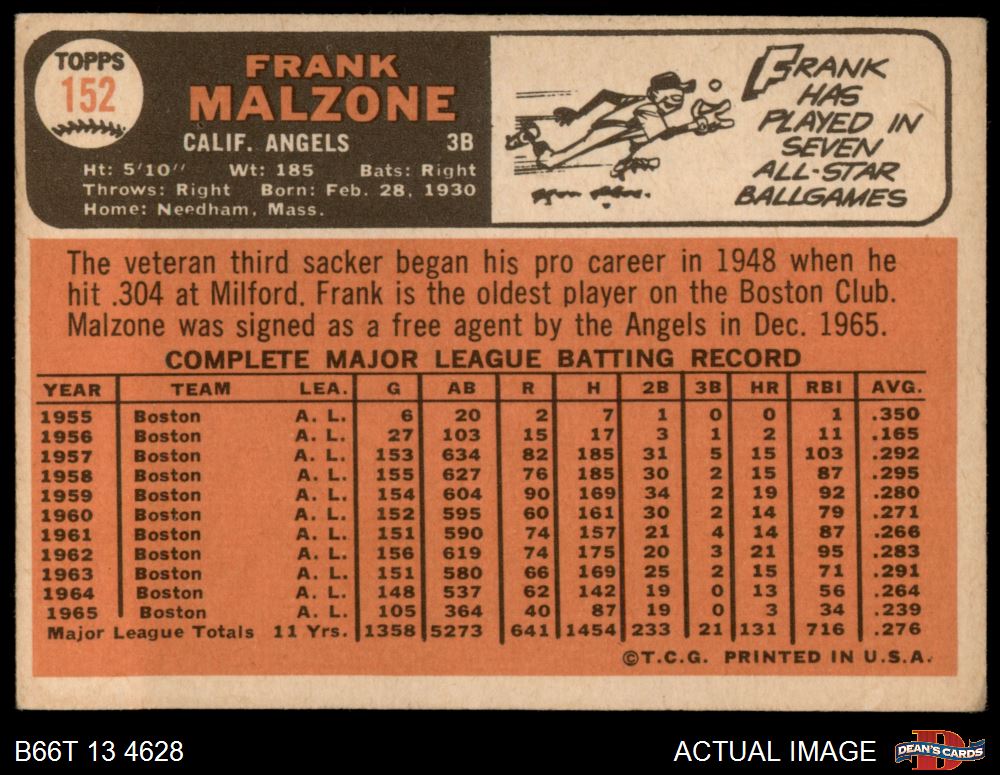 TOPPS
152
FRANK
MALZONE
CALIF. ANGELS 3B
Ht: 5'10" Wt: 185 Bats: Right
Throws: Right Born: Feb. 28, 1930
Home: Needham, Mass.
FRANK
HAS
PLAYED IN
SEVEN
ALL-STAR
BALLGAMES
The veteran third sacker began his pro career in 1948 when he
hit .304 at Milford. Frank is the oldest player on the Boston Club.
Malzone was signed as a free agent by the Angels in Dec. 1965.
COMPLETE MAJOR LEAGUE BATTING RECORD
YEAR TEAM LEA. G AB R H 2B 3B HR RBI AVG.
1955 Boston A. L. 6 20 2 7 1 0 0 1 .350
1956 Boston A. L. 27 103 15 17 3 1 2 11 .165
1957 Boston A. L. 153 634 82 185 31 5 15 103 .292
1958 Boston A. L. 155 627 76 185 30 2 15 87 .295
1959 Boston A. L. 154 604 90 169 34 2 19 92 .280
1960 Boston A. L. 152 595 60 161 30 2 14 79 .271
1961 Boston A. L. 151 590 74 157 21 4 14 87 .266
1962 Boston A. L. 156 619 74 175 20 3 21 95 .283
1963 Boston A. L. 151 580 66 169 25 2 15 71 .291
1964 Boston A. L. 148 537 62 142 19 0 13 56 .264
1965 Boston A. L. 105 364 40 87 19 0 3 34 .239
Major League Totals 11 Yrs. 1358 5273 641 1454 233 21 131 716 .276
©T.C.G. PRINTED IN U.S.A.
B66T 13 4628
ACTUAL IMAGE
DEAN'S CARDS